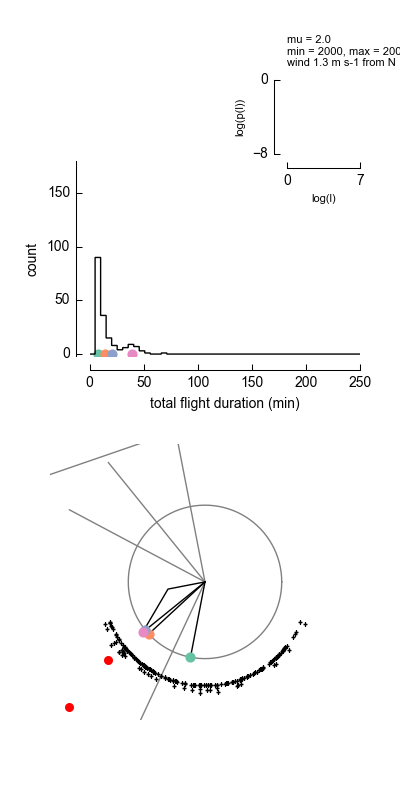 mu = 2.0
min = 2000, max = 200
wind 1.3 m s-1 from N
0
log(p(l))
−8
0
7
log(l)
150
100
50
0
count
0
50
100
150
200
250
total flight duration (min)